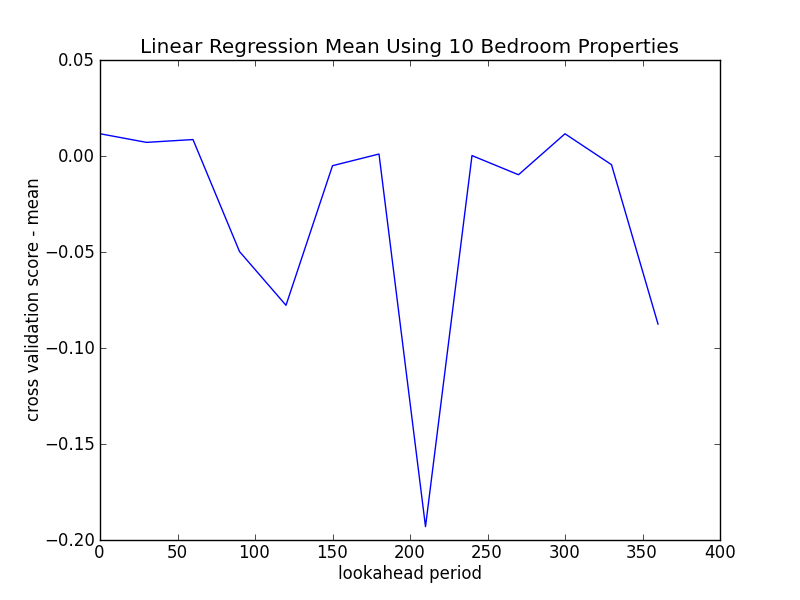 Linear Regression Mean Using 10 Bedroom Properties
0.05
0.00
−0.05
−0.10
−0.15
−0.20
cross validation score - mean
0 50 100 150 200 250 300 350 400
lookahead period